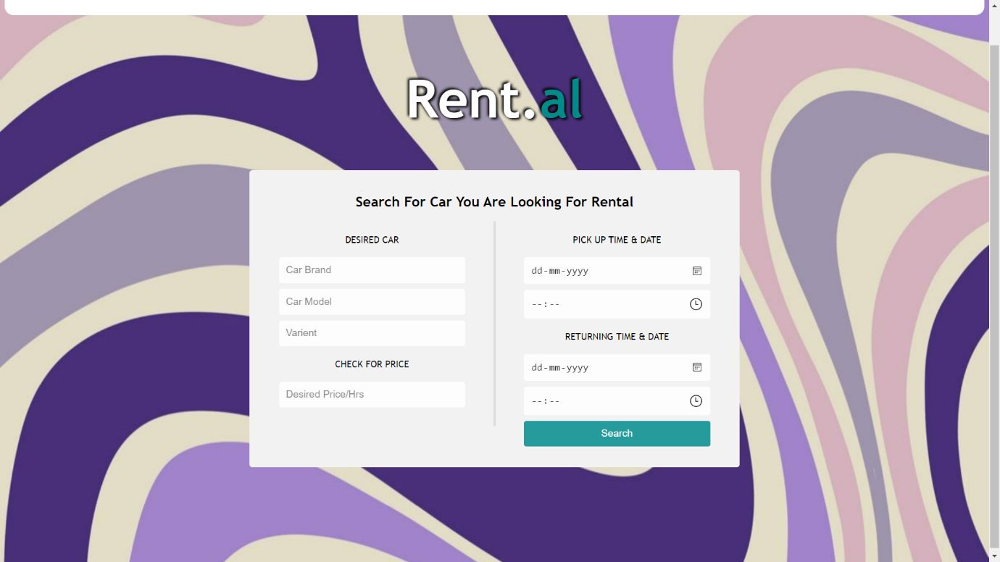 Rent.al
Search For Car You Are Looking For Rental
DESIRED CAR
Car Brand
Car Model
Varient
CHECK FOR PRICE
Desired Price/Hrs
PICK UP TIME & DATE
dd-mm-yyyy
--:--
RETURNING TIME & DATE
dd-mm-yyyy
--:--
Search